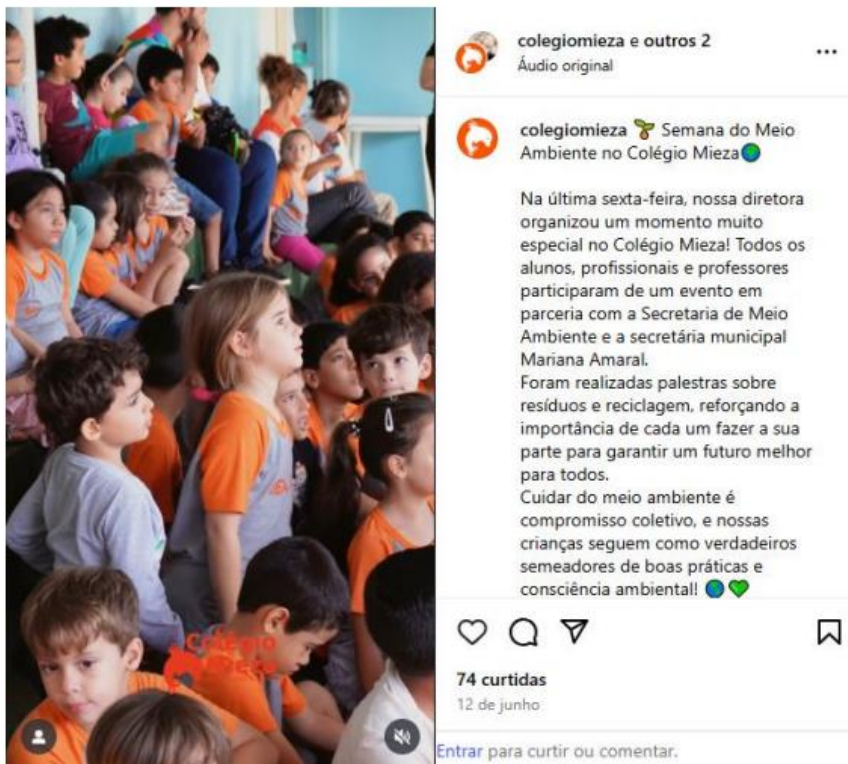 colegiomieza e outros 2
Áudio original
...
colegiomieza 🌱 Semana do Meio
Ambiente no Colégio Mieza🌎
Na última sexta-feira, nossa diretora
organizou um momento muito
especial no Colégio Mieza! Todos os
alunos, profissionais e professores
participaram de um evento em
parceria com a Secretaria de Meio
Ambiente e a secretária municipal
Mariana Amaral.
Foram realizadas palestras sobre
resíduos e reciclagem, reforçando a
importância de cada um fazer a sua
parte para garantir um futuro melhor
para todos.
Cuidar do meio ambiente é
compromisso coletivo, e nossas
crianças seguem como verdadeiros
semeadores de boas práticas e
consciência ambiental! 🌎💚
74 curtidas
12 de junho
Entrar para curtir ou comentar.
Colégio
Mieza